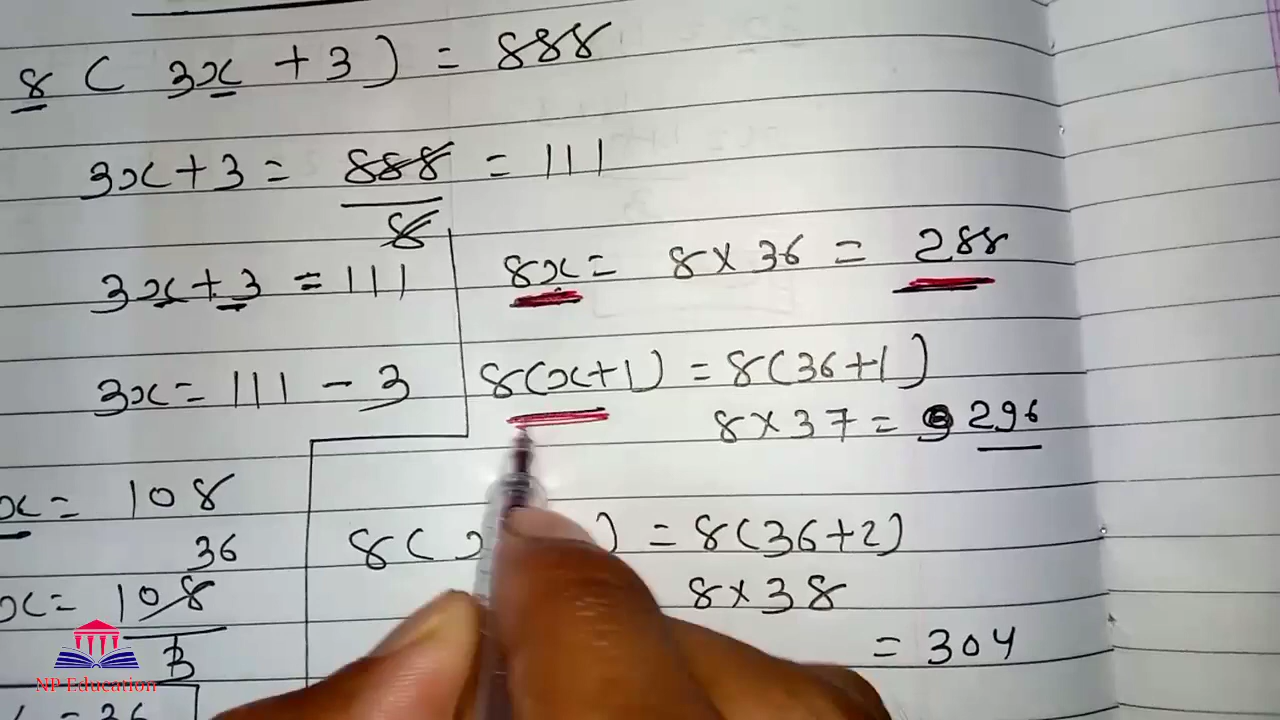 8 ( 3x + 3 ) = 888
3x + 3 = 888 / 8 = 111
3x + 3 = 111
3x = 111 - 3
x = 108
36
x = 108 / 3
= 36
8x = 8 × 36 = 288
8(x+1) = 8(36+1)
8 × 37 = 296
8( ) = 8(36+2)
8 × 38
= 304
NP Education